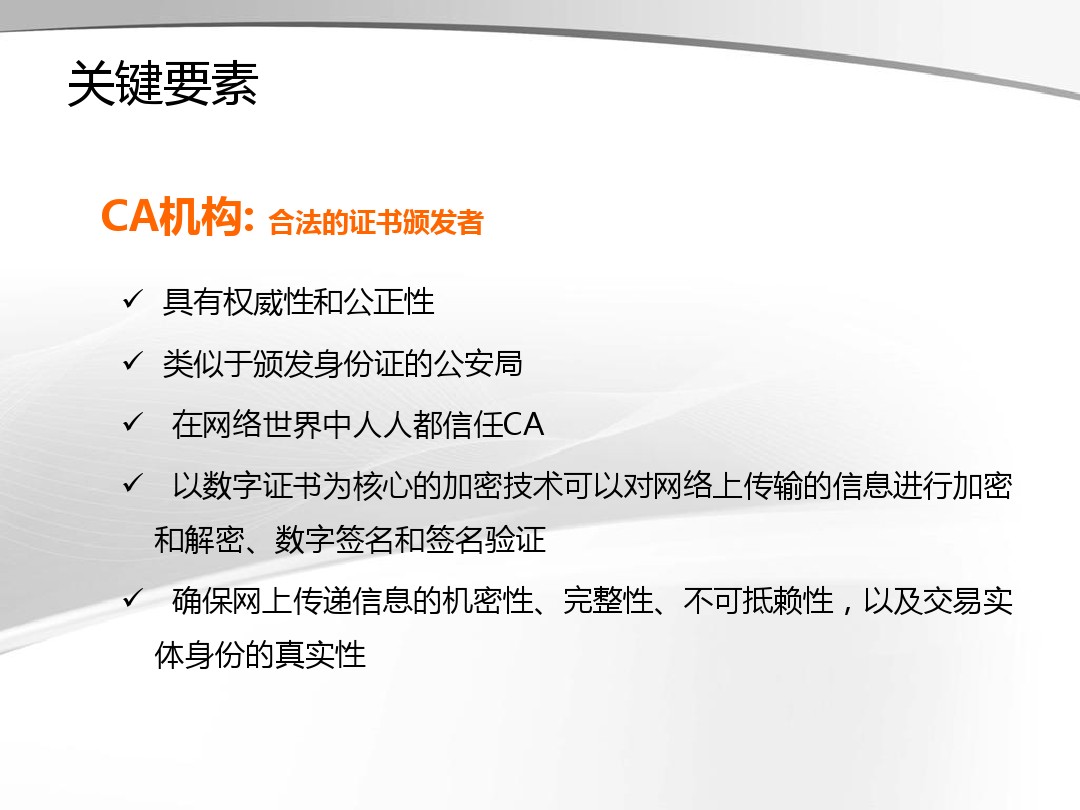 关键要素
CA机构: 合法的证书颁发者
✓ 具有权威性和公正性
✓ 类似于颁发身份证的公安局
✓ 在网络世界中人人都信任CA
✓ 以数字证书为核心的加密技术可以对网络上传输的信息进行加密
和解密、数字签名和签名验证
✓ 确保网上传递信息的机密性、完整性、不可抵赖性，以及交易实
体身份的真实性